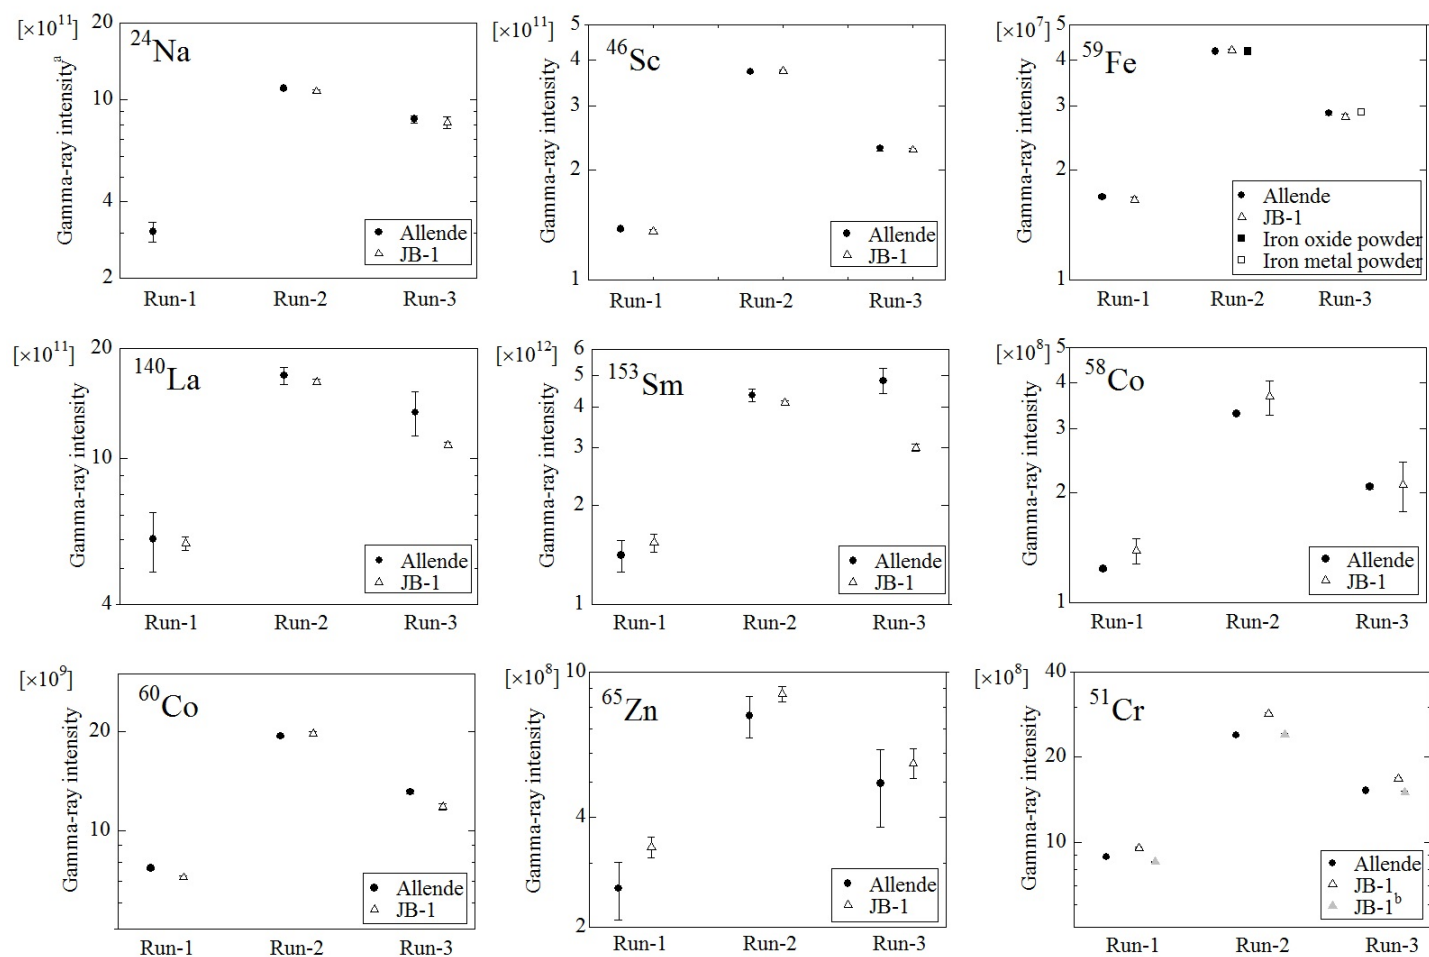 [×10¹¹]
²⁴Na
Gamma-ray intensityᵃ
20
10
4
2
Allende
JB-1
Run-1 Run-2 Run-3
[×10¹¹]
⁴⁶Sc
Gamma-ray intensity
5
4
3
2
1
Allende
JB-1
Run-1 Run-2 Run-3
[×10⁷]
⁵⁹Fe
Gamma-ray intensity
5
4
3
2
1
Allende
JB-1
Iron oxide powder
Iron metal powder
Run-1 Run-2 Run-3
[×10¹¹]
¹⁴⁰La
Gamma-ray intensity
20
10
4
Allende
JB-1
Run-1 Run-2 Run-3
[×10¹²]
¹⁵³Sm
Gamma-ray intensity
6
5
4
3
2
1
Allende
JB-1
Run-1 Run-2 Run-3
[×10⁸]
⁵⁸Co
Gamma-ray intensity
5
4
3
2
1
Allende
JB-1
Run-1 Run-2 Run-3
[×10⁹]
⁶⁰Co
Gamma-ray intensity
20
10
Allende
JB-1
Run-1 Run-2 Run-3
[×10⁸]
⁶⁵Zn
Gamma-ray intensity
10
4
2
Allende
JB-1
Run-1 Run-2 Run-3
[×10⁸]
⁵¹Cr
Gamma-ray intensity
40
20
10
Allende
JB-1
JB-1ᵇ
Run-1 Run-2 Run-3